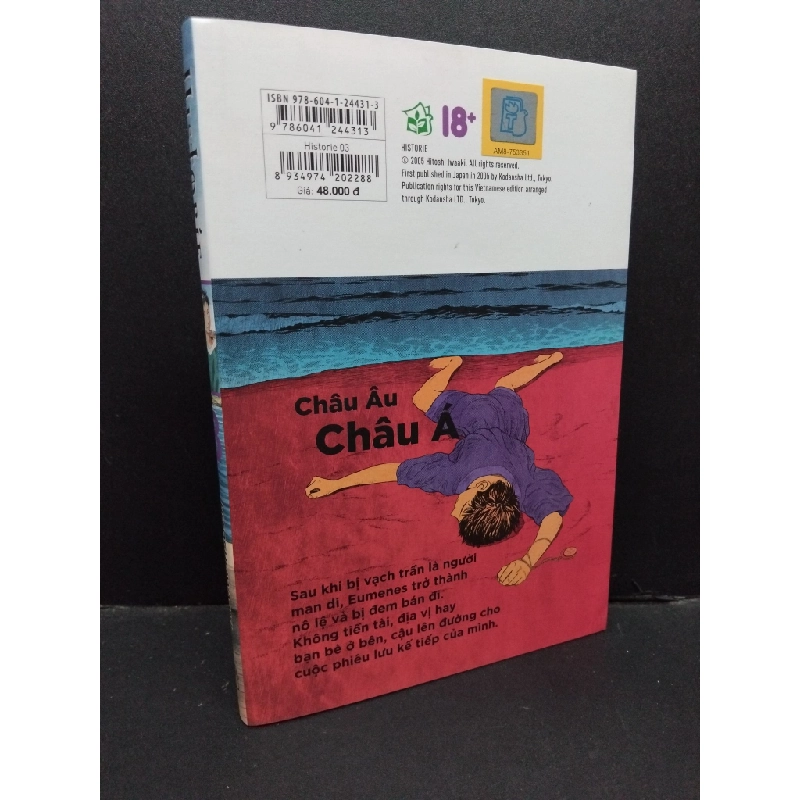 ISBN 978-604-1-24431-3
9 786041 244313
Historie 03
8 934974 202288
Giá: 48.000 đ
18+
HISTORIE
All rights reserved.
First published in Japan in 2006 by Kodansha Ltd., Tokyo.
Publication rights for this Vietnamese edition arranged
through Kodansha LTD., Tokyo.
Châu Âu
Châu Á
Sau khi bị vạch trần là người
man di, Eumenes trở thành
nô lệ và bị đem bán đi.
Không tiền tài, địa vị hay
bạn bè ở bên, cậu lên đường cho
cuộc phiêu lưu kế tiếp của mình.